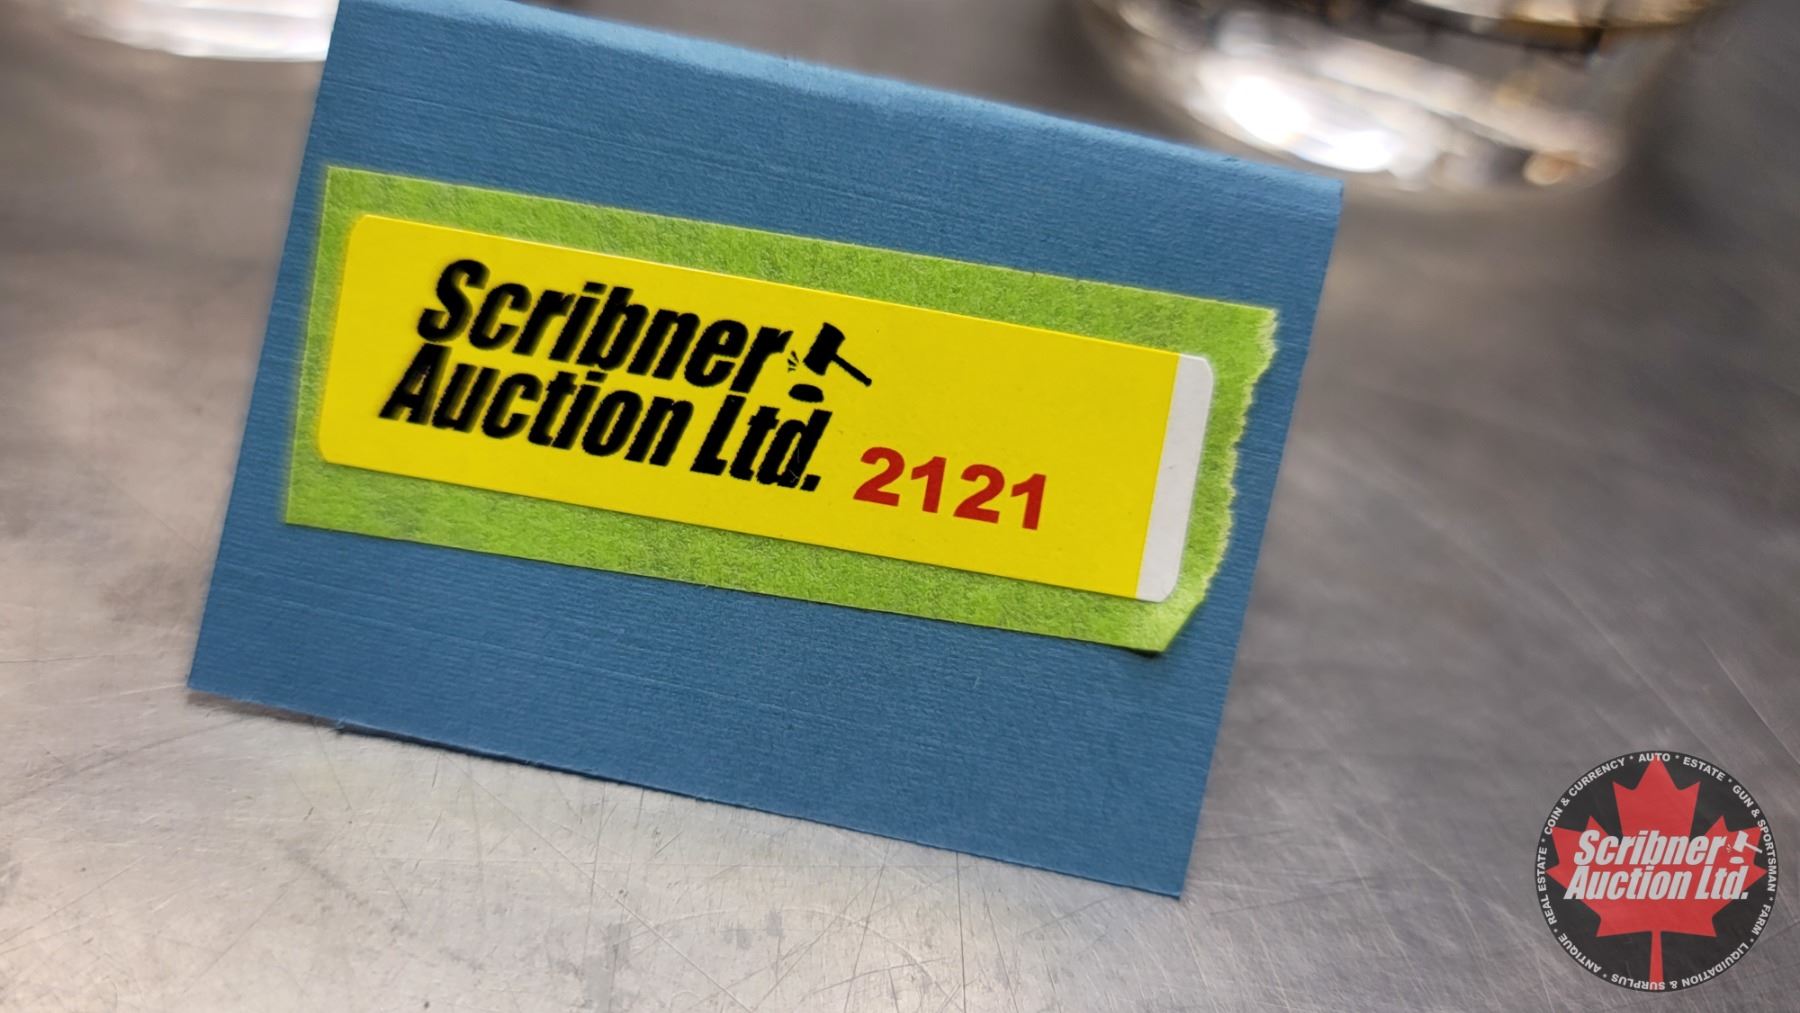 Scribner
Auction Ltd.
2121
COIN & CURRENCY * AUTO * ESTATE * GUN & SPORTSMAN * FARM * LIQUIDATION & SURPLUS * ANTIQUE * REAL ESTATE *
Scribner
Auction Ltd.